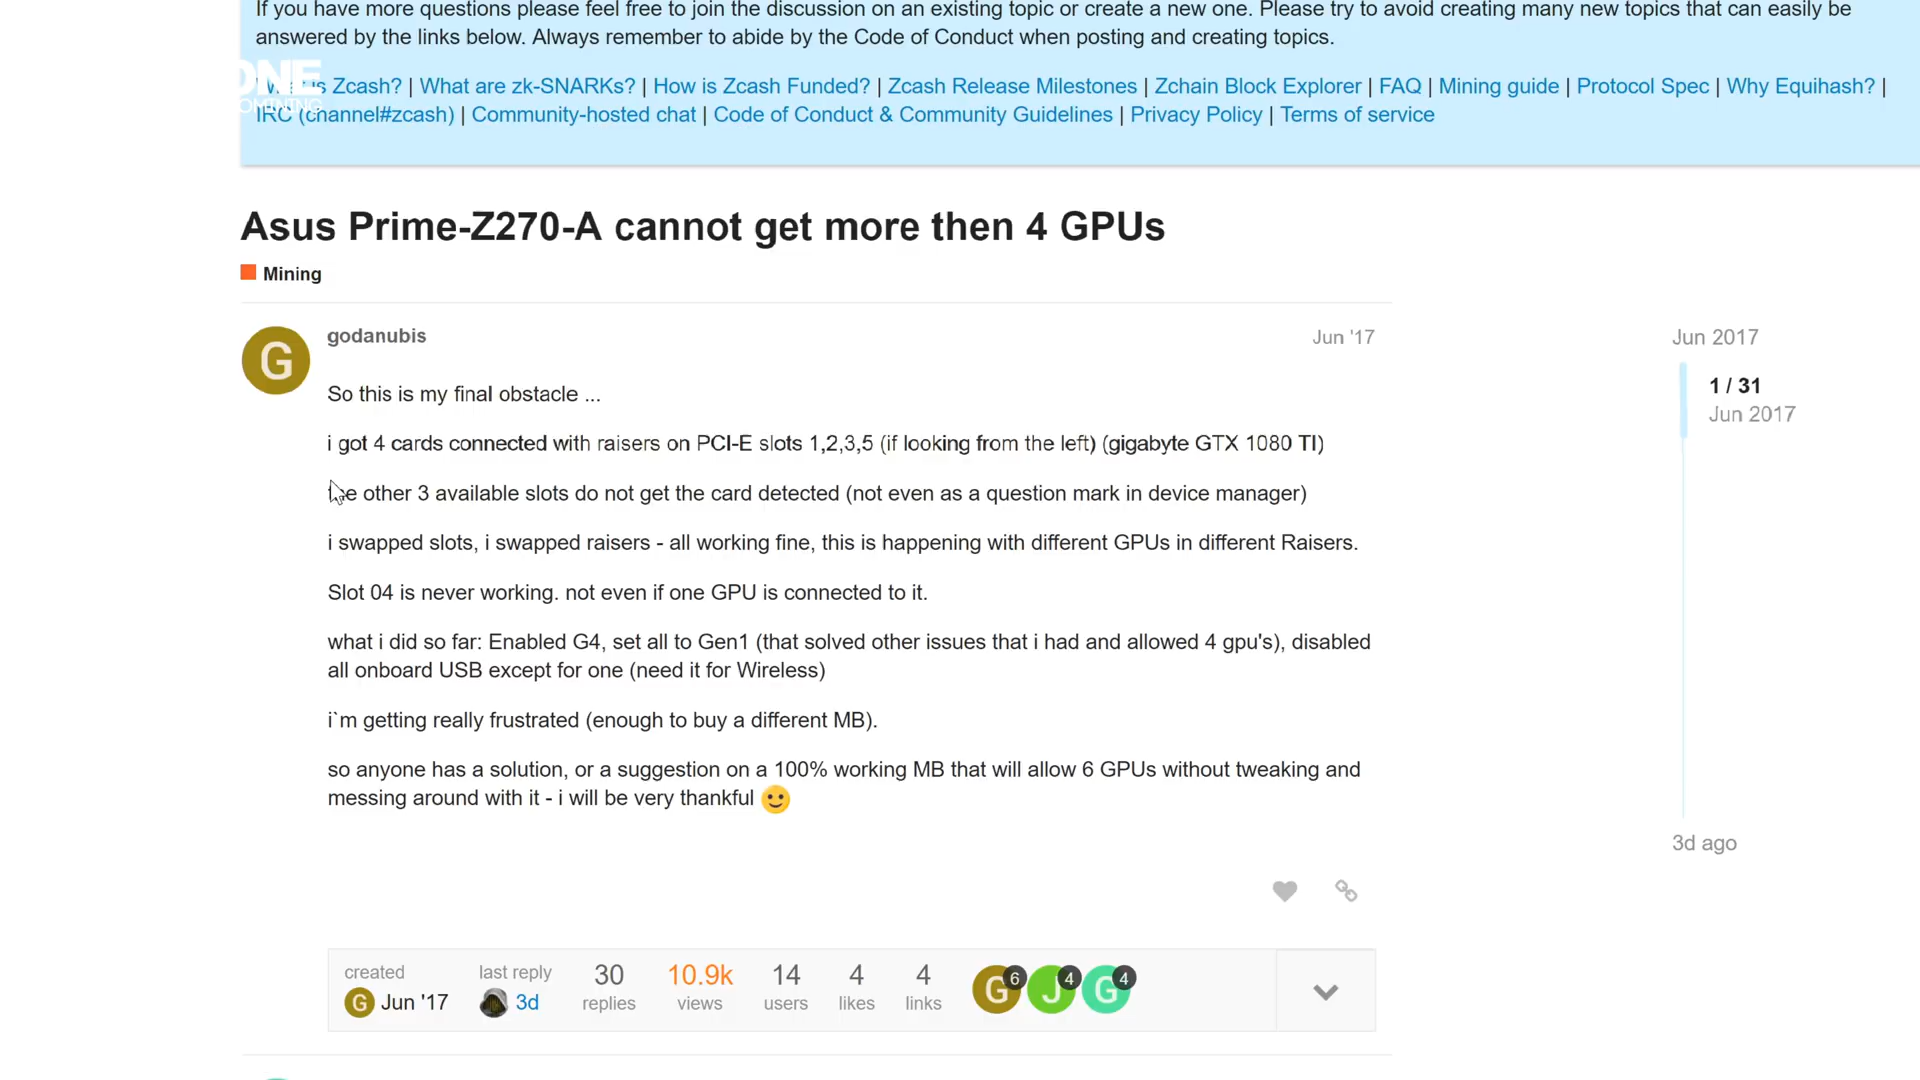 If you have more questions please feel free to join the discussion on an existing topic or create a new one. Please try to avoid creating many new topics that can easily be
answered by the links below. Always remember to abide by the Code of Conduct when posting and creating topics.
is Zcash? | What are zk-SNARKs? | How is Zcash Funded? | Zcash Release Milestones | Zchain Block Explorer | FAQ | Mining guide | Protocol Spec | Why Equihash? |
IRC (channel#zcash) | Community-hosted chat | Code of Conduct & Community Guidelines | Privacy Policy | Terms of service
Asus Prime-Z270-A cannot get more then 4 GPUs
Mining
G
godanubis
Jun '17
So this is my final obstacle ...
i got 4 cards connected with raisers on PCI-E slots 1,2,3,5 (if looking from the left) (gigabyte GTX 1080 TI)
the other 3 available slots do not get the card detected (not even as a question mark in device manager)
i swapped slots, i swapped raisers - all working fine, this is happening with different GPUs in different Raisers.
Slot 04 is never working. not even if one GPU is connected to it.
what i did so far: Enabled G4, set all to Gen1 (that solved other issues that i had and allowed 4 gpu's), disabled
all onboard USB except for one (need it for Wireless)
i`m getting really frustrated (enough to buy a different MB).
so anyone has a solution, or a suggestion on a 100% working MB that will allow 6 GPUs without tweaking and
messing around with it - i will be very thankful
Jun 2017
1 / 31
Jun 2017
3d ago
created
G Jun '17
last reply
3d
30
replies
10.9k
views
14
users
4
likes
4
links
G 6 J 4 G 4